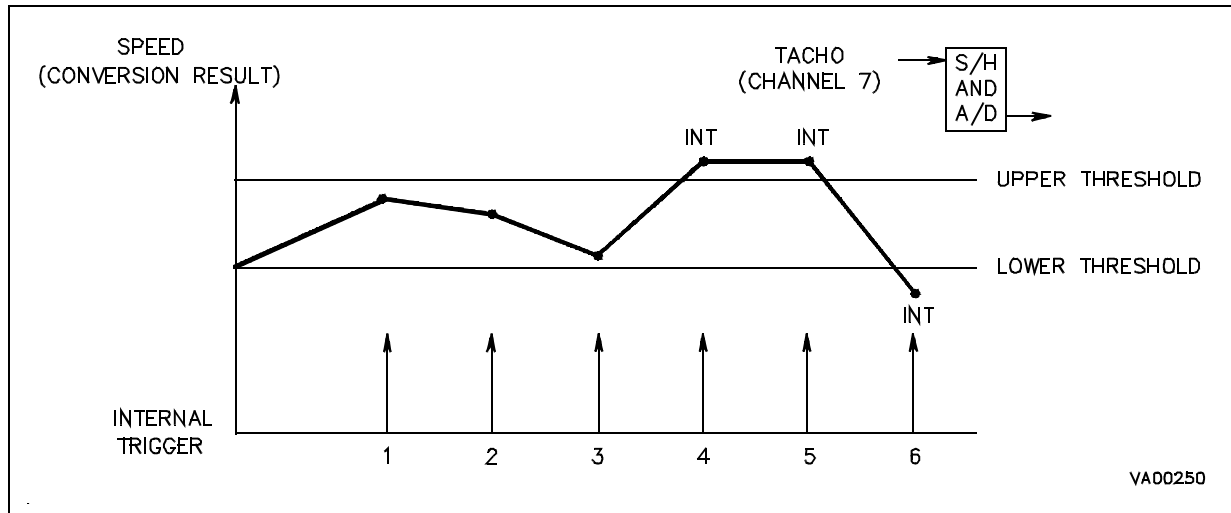 SPEED
(CONVERSION RESULT)
TACHO
(CHANNEL 7)
S/H
AND
A/D
INT
INT
UPPER THRESHOLD
LOWER THRESHOLD
INT
INTERNAL
TRIGGER
1
2
3
4
5
6
VA00250